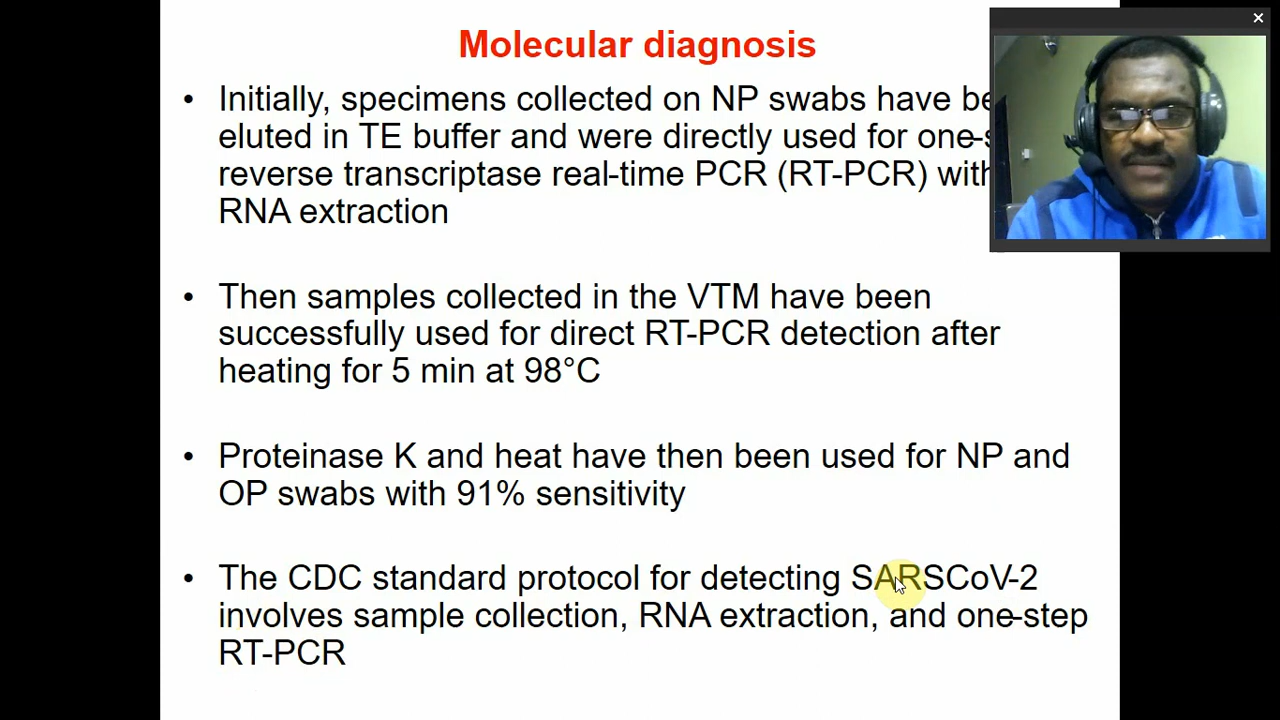 Molecular diagnosis
• Initially, specimens collected on NP swabs have
eluted in TE buffer and were directly used for
reverse transcriptase real-time PCR (RT-PCR)
RNA extraction
• Then samples collected in the VTM have been
successfully used for direct RT-PCR detection after
heating for 5 min at 98°C
• Proteinase K and heat have then been used for NP and
OP swabs with 91% sensitivity
• The CDC standard protocol for detecting SARSCoV-2
involves sample collection, RNA extraction, and one-step
RT-PCR